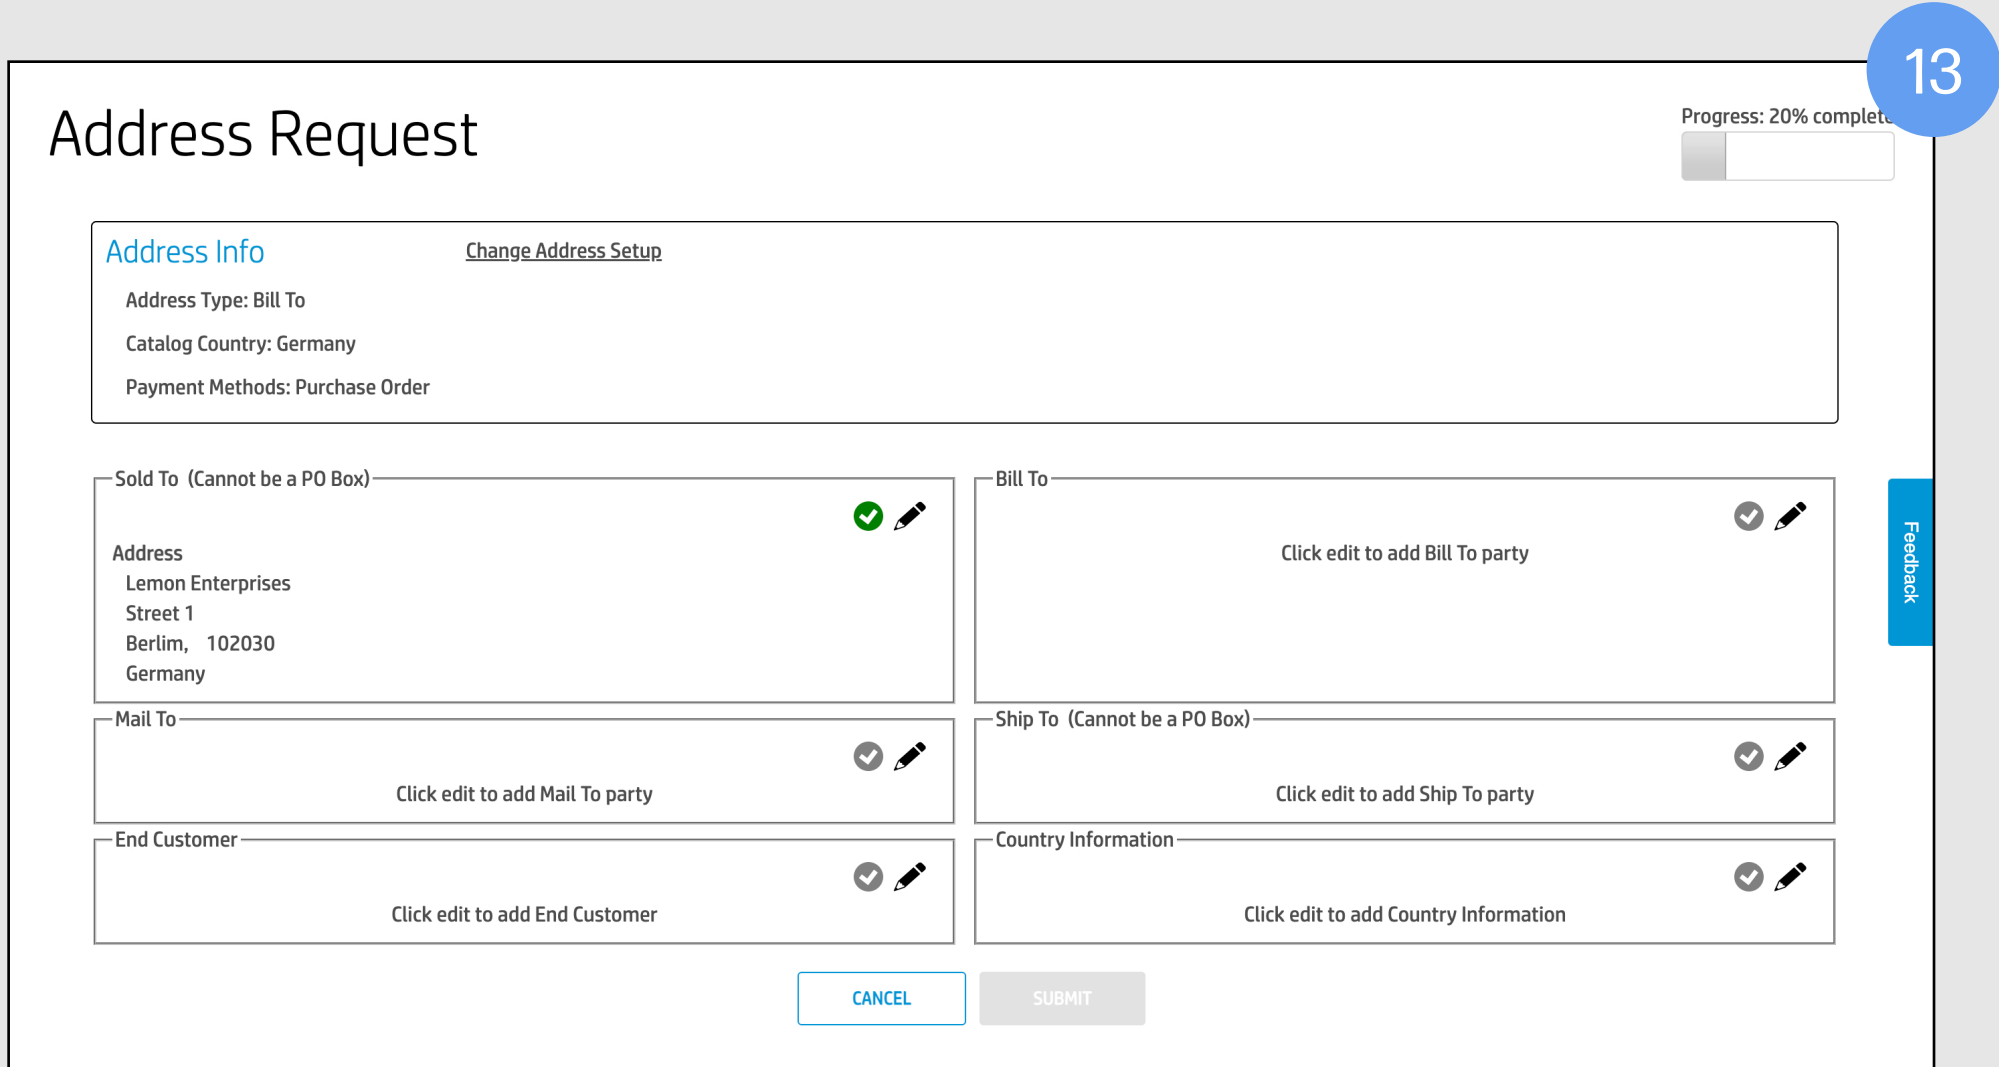 13
Address Request
Progress: 20% complete
Address Info
Change Address Setup
Address Type: Bill To
Catalog Country: Germany
Payment Methods: Purchase Order
Sold To (Cannot be a PO Box)
Address
Lemon Enterprises
Street 1
Berlim, 102030
Germany
Bill To
Click edit to add Bill To party
Feedback
Mail To
Click edit to add Mail To party
Ship To (Cannot be a PO Box)
Click edit to add Ship To party
End Customer
Click edit to add End Customer
Country Information
Click edit to add Country Information
CANCEL
SUBMIT